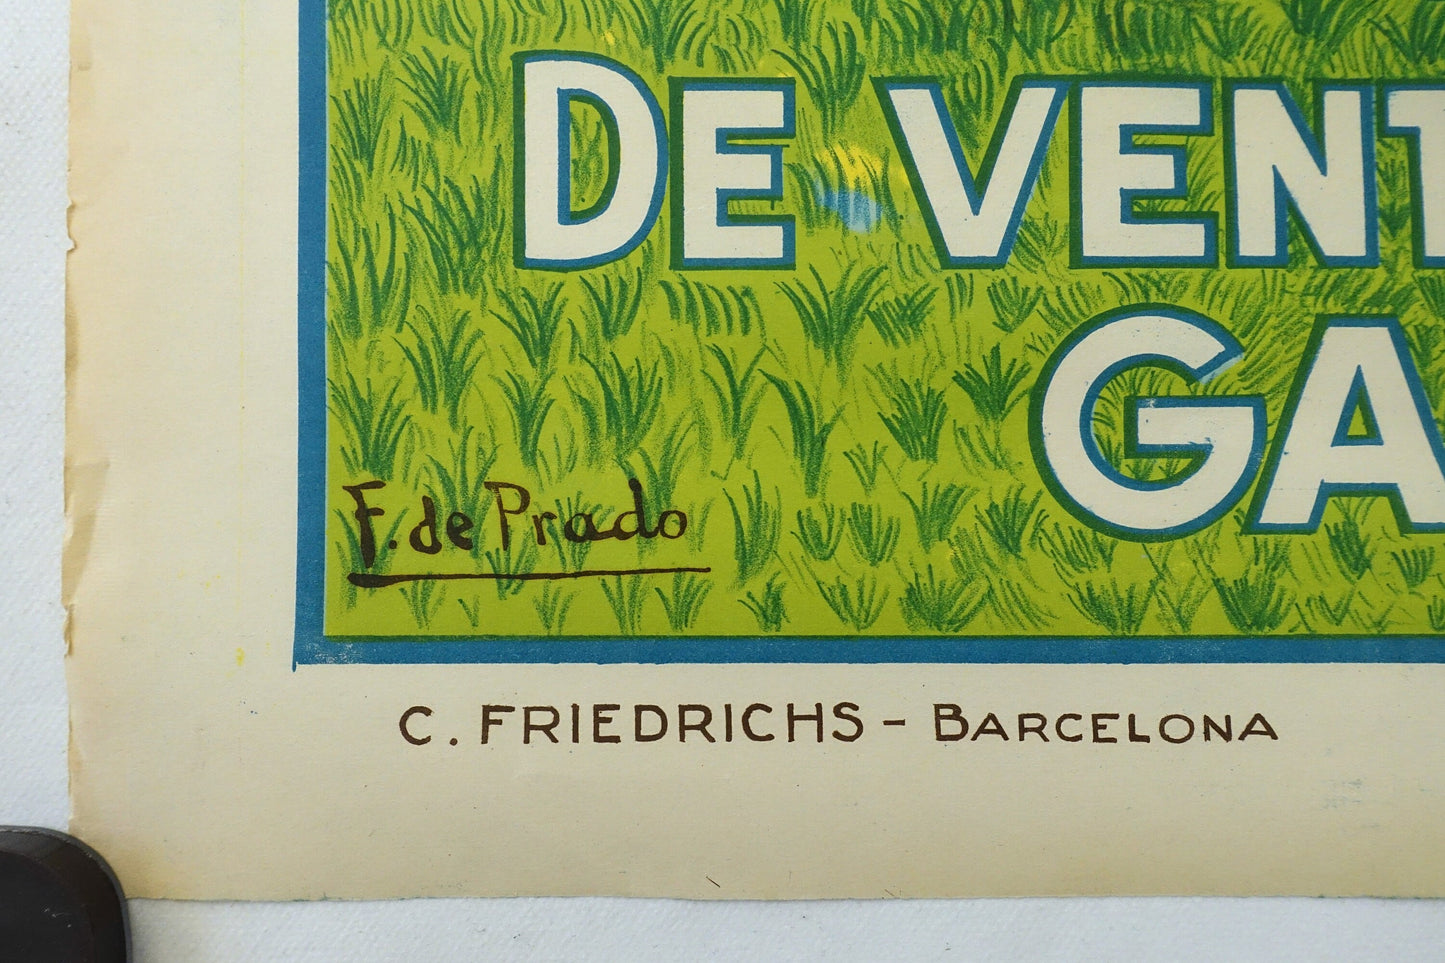 DE VENT
GA
F. de Prado
C. FRIEDRICHS - BARCELONA